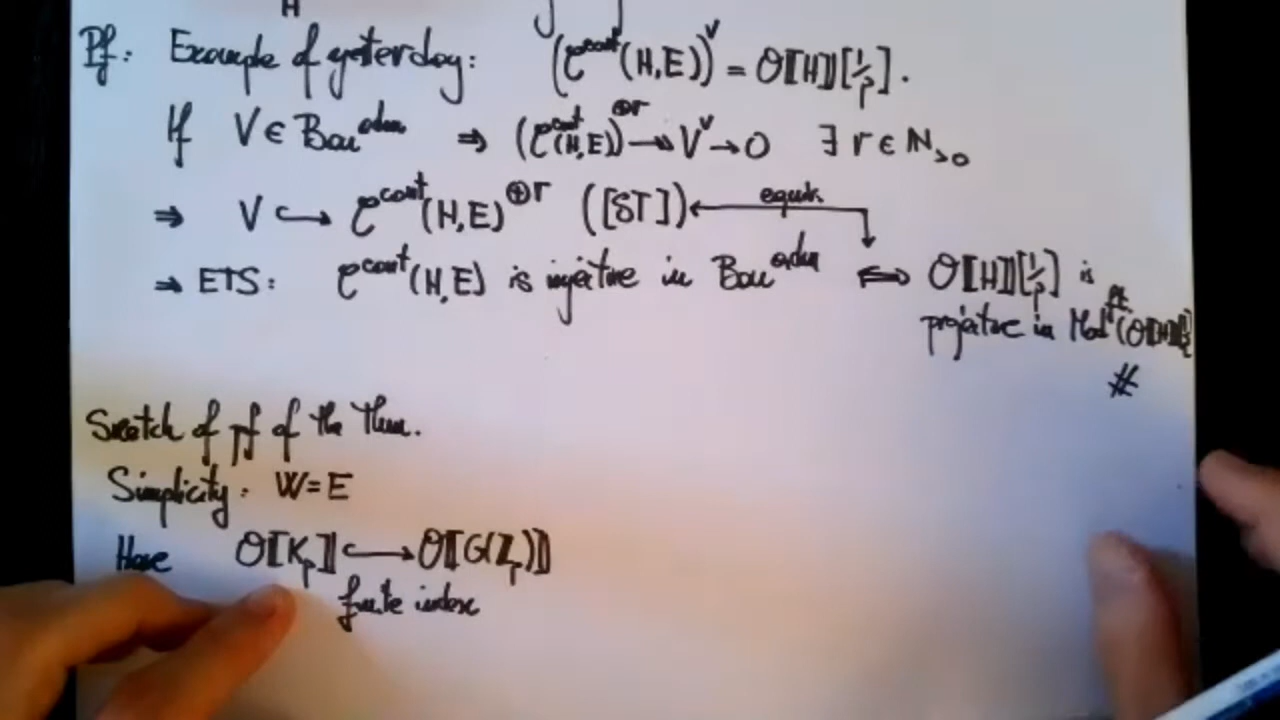 H
Pf: Example of yesterday: (C^cont(H,E))^v = O[[H]][1/p].
If V ∈ Ban^adm ⇒ (C^cont(H,E))^⊕r → V^v → 0 ∃ r ∈ N_>0
⇒ V ↪ C^cont(H,E)^⊕r ([ST]) equiv.
⇒ ETS: C^cont(H,E) is injective in Ban^adm ⟺ O[[H]][1/p] is
projective in Mod^fg(O[[H]][1/p])
#
Sketch of pf of the Thm.
Simplicity: W=E
Have O[[K_p]] ↪ O[[G(Z_p)]]
finite index